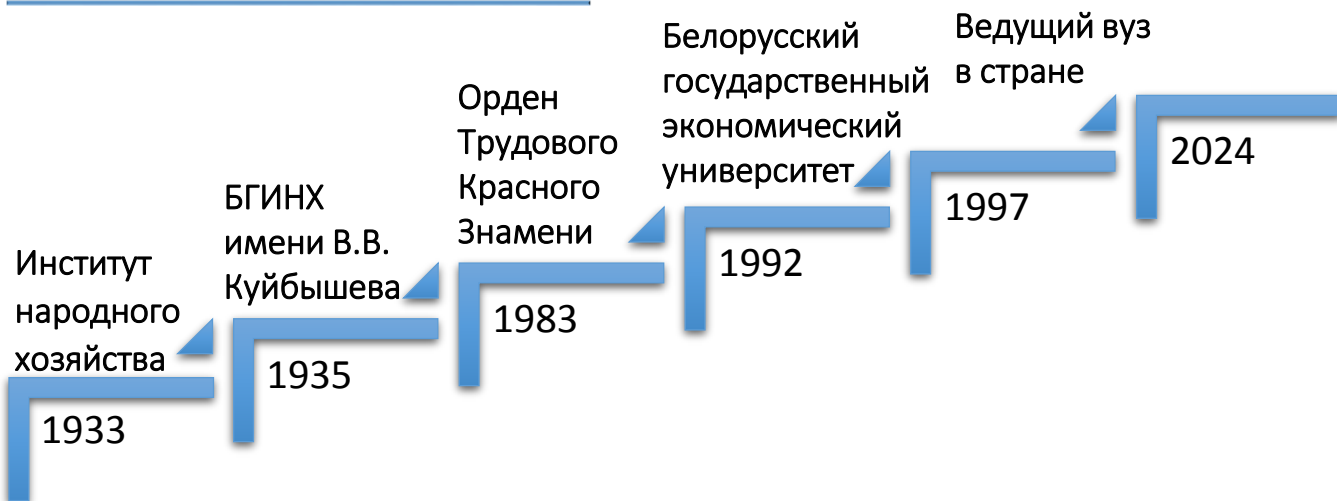 Институт
народного
хозяйства
1933
БГИНХ
имени В.В.
Куйбышева
1935
Орден
Трудового
Красного
Знамени
1983
Белорусский
государственный
экономический
университет
1992
Ведущий вуз
в стране
1997
2024